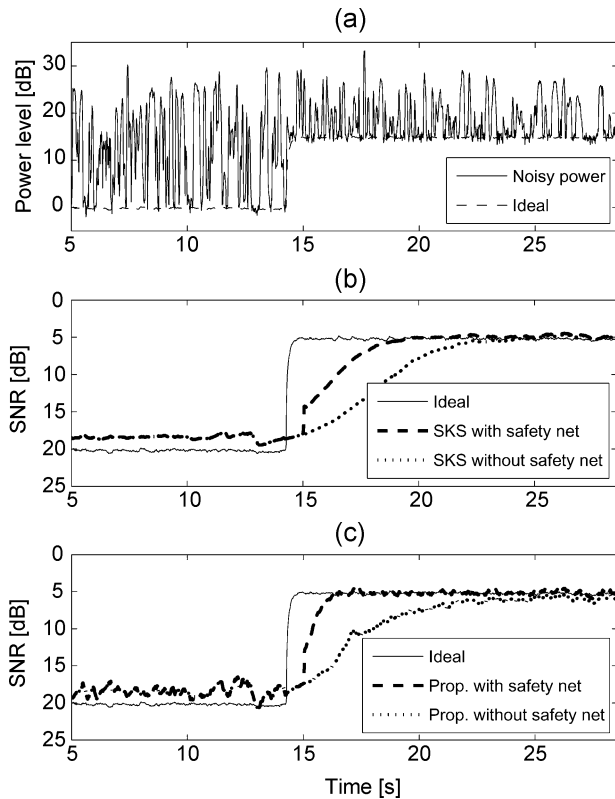 (a)
Power level [dB]
30
20
10
0
Noisy power
Ideal
5
10
15
20
25
(b)
SNR [dB]
0
5
10
15
20
25
Ideal
SKS with safety net
SKS without safety net
5
10
15
20
25
(c)
SNR [dB]
0
5
10
15
20
25
Ideal
Prop. with safety net
Prop. without safety net
5
10
15
20
25
Time [s]